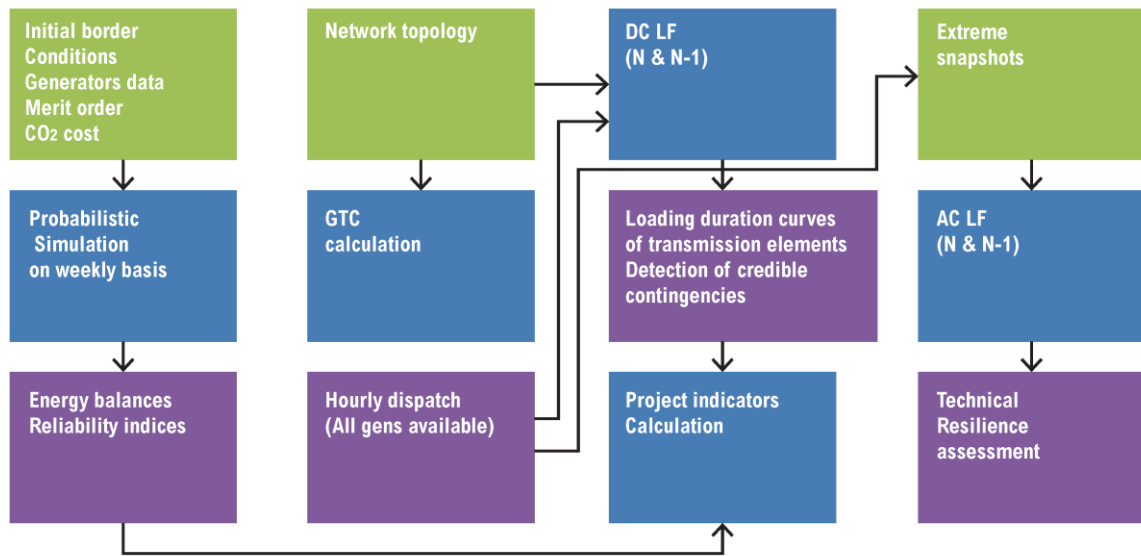 Initial border
Conditions
Generators data
Merit order
CO2 cost
Network topology
DC LF
(N & N-1)
Extreme
snapshots
Probabilistic
Simulation
on weekly basis
GTC
calculation
Loading duration curves
of transmission elements
Detection of credible
contingencies
AC LF
(N & N-1)
Energy balances
Reliability indices
Hourly dispatch
(All gens available)
Project indicators
Calculation
Technical
Resilience
assessment